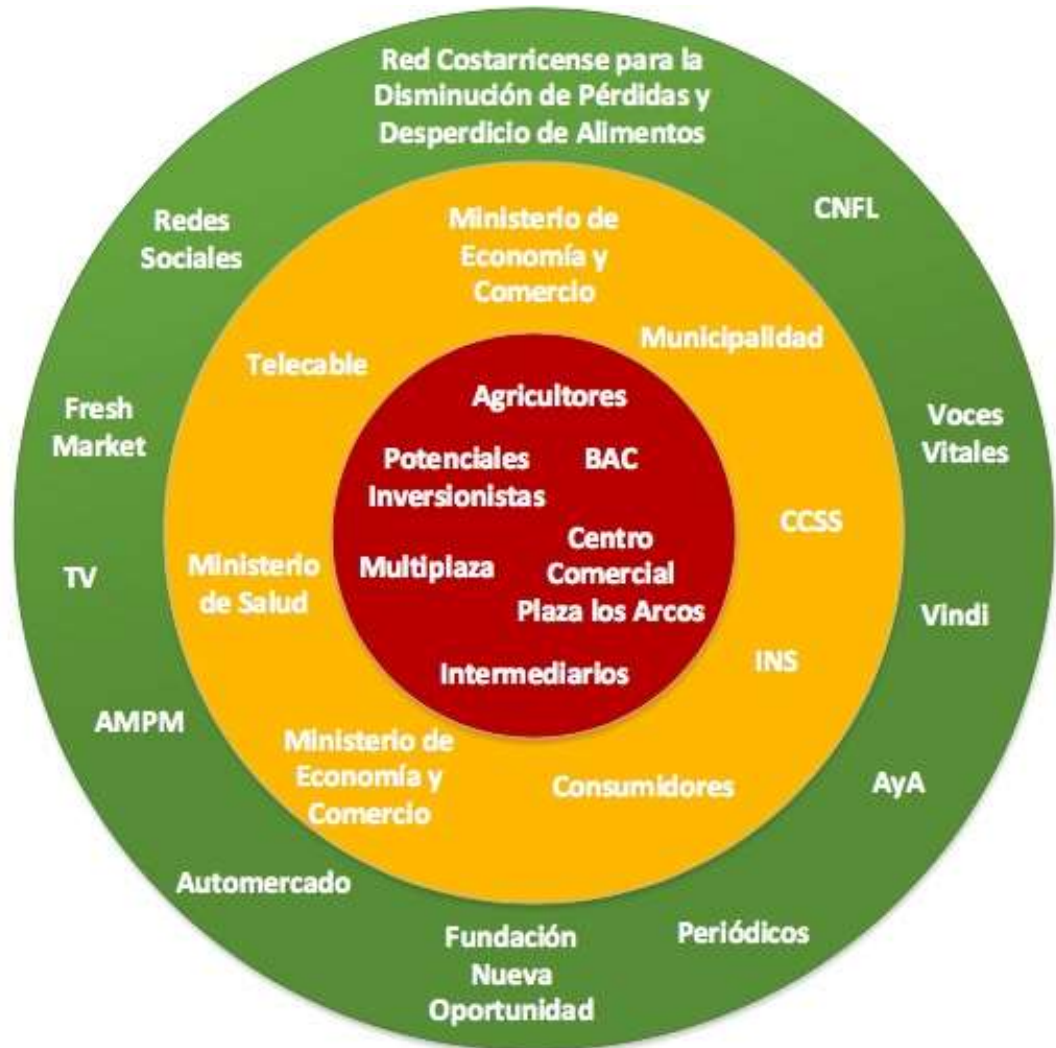 Red Costarricense para la
Disminución de Pérdidas y
Desperdicio de Alimentos
CNFL
Redes
Sociales
Ministerio de
Economía y
Comercio
Municipalidad
Telecable
Agricultores
Fresh
Market
Voces
Vitales
Potenciales
Inversionistas
BAC
CCSS
Centro
Comercial
Plaza los Arcos
Multiplaza
Ministerio
de Salud
TV
Vindi
INS
Intermediarios
AMPM
Ministerio de
Economía y
Comercio
Consumidores
AyA
Automercado
Fundación
Nueva
Oportunidad
Periódicos